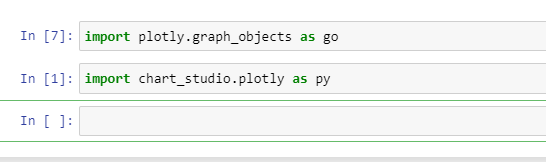 In [7]: import plotly.graph_objects as go
In [1]: import chart_studio.plotly as py
In [ ]: